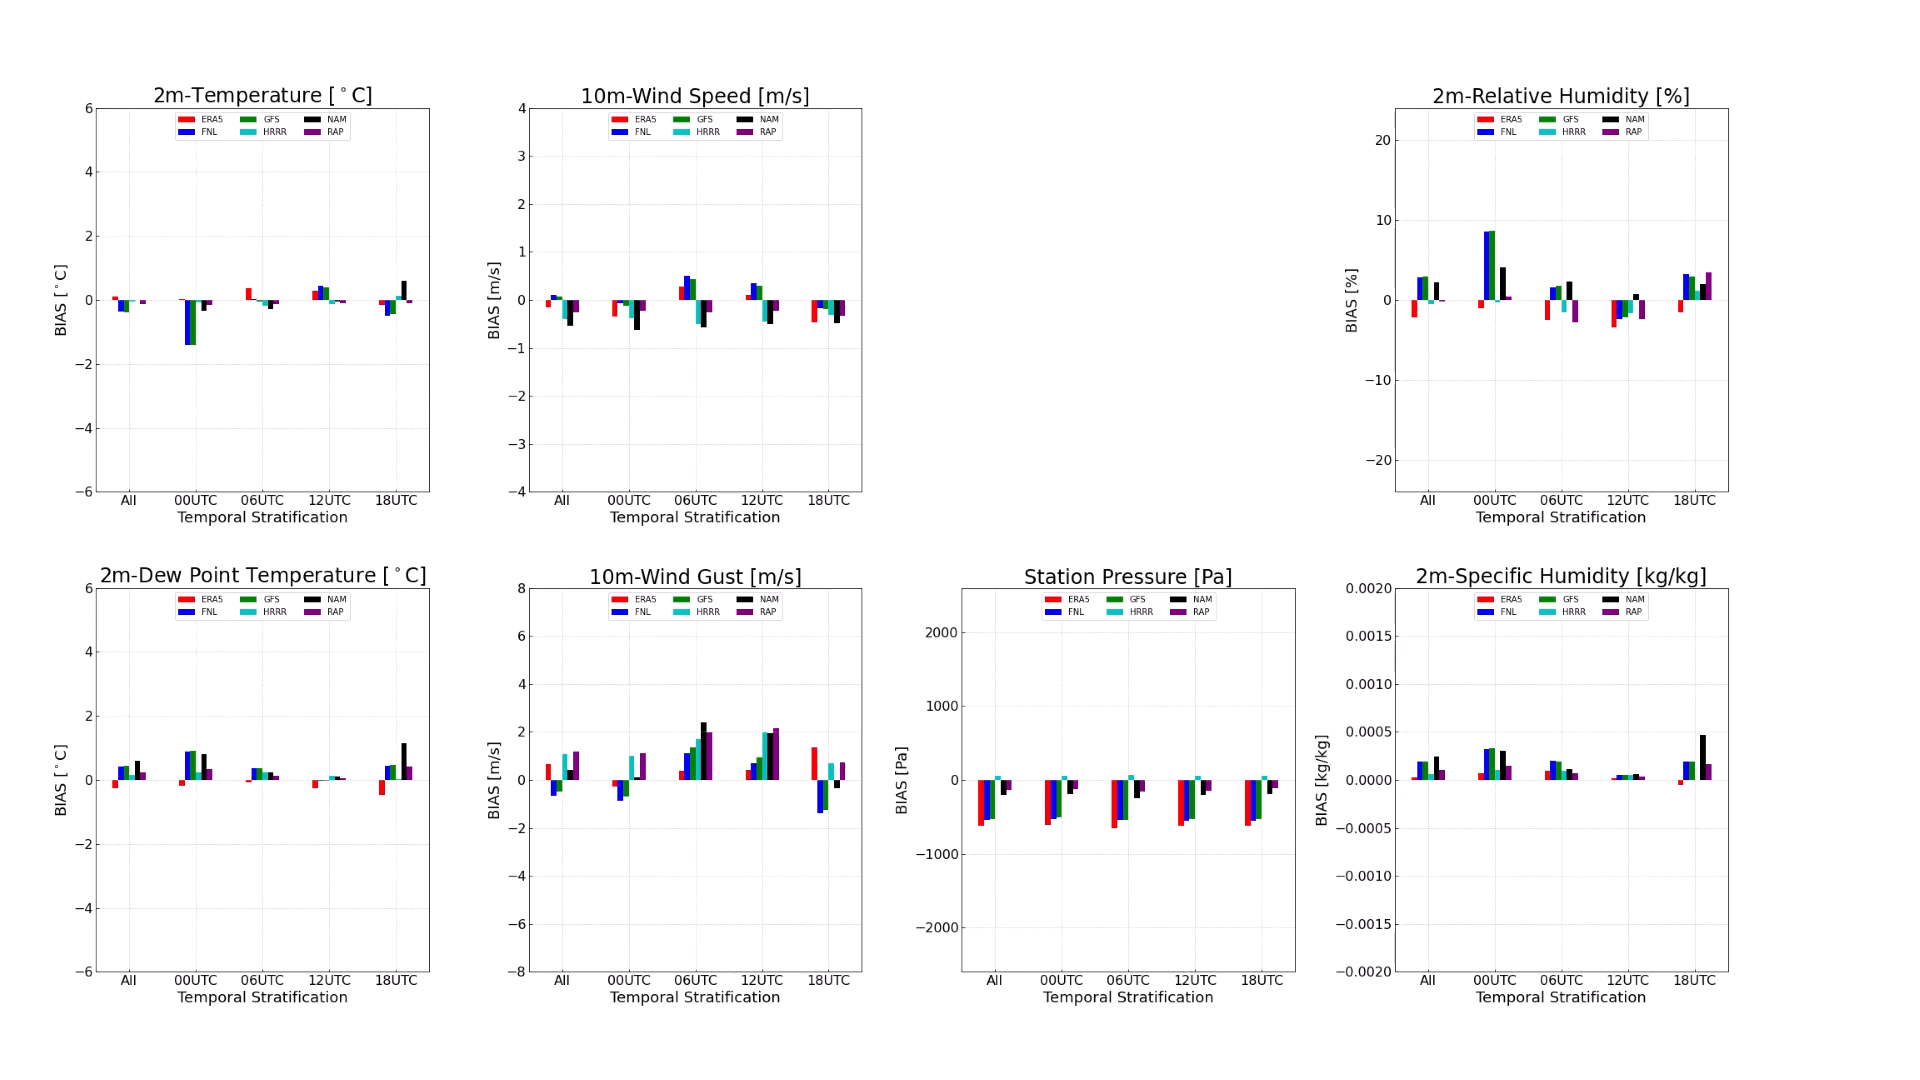 2m-Temperature [°C]
ERA5 GFS NAM
FNL HRRR RAP
6
4
2
0
−2
−4
−6
BIAS [°C]
All 00UTC 06UTC 12UTC 18UTC
Temporal Stratification
10m-Wind Speed [m/s]
ERA5 GFS NAM
FNL HRRR RAP
4
3
2
1
0
−1
−2
−3
−4
BIAS [m/s]
All 00UTC 06UTC 12UTC 18UTC
Temporal Stratification
2m-Relative Humidity [%]
ERA5 GFS NAM
FNL HRRR RAP
20
10
0
−10
−20
BIAS [%]
All 00UTC 06UTC 12UTC 18UTC
Temporal Stratification
2m-Dew Point Temperature [°C]
ERA5 GFS NAM
FNL HRRR RAP
6
4
2
0
−2
−4
−6
BIAS [°C]
All 00UTC 06UTC 12UTC 18UTC
Temporal Stratification
10m-Wind Gust [m/s]
ERA5 GFS NAM
FNL HRRR RAP
8
6
4
2
0
−2
−4
−6
−8
BIAS [m/s]
All 00UTC 06UTC 12UTC 18UTC
Temporal Stratification
Station Pressure [Pa]
ERA5 GFS NAM
FNL HRRR RAP
2000
1000
0
−1000
−2000
BIAS [Pa]
All 00UTC 06UTC 12UTC 18UTC
Temporal Stratification
2m-Specific Humidity [kg/kg]
ERA5 GFS NAM
FNL HRRR RAP
0.0020
0.0015
0.0010
0.0005
0.0000
−0.0005
−0.0010
−0.0015
−0.0020
BIAS [kg/kg]
All 00UTC 06UTC 12UTC 18UTC
Temporal Stratification